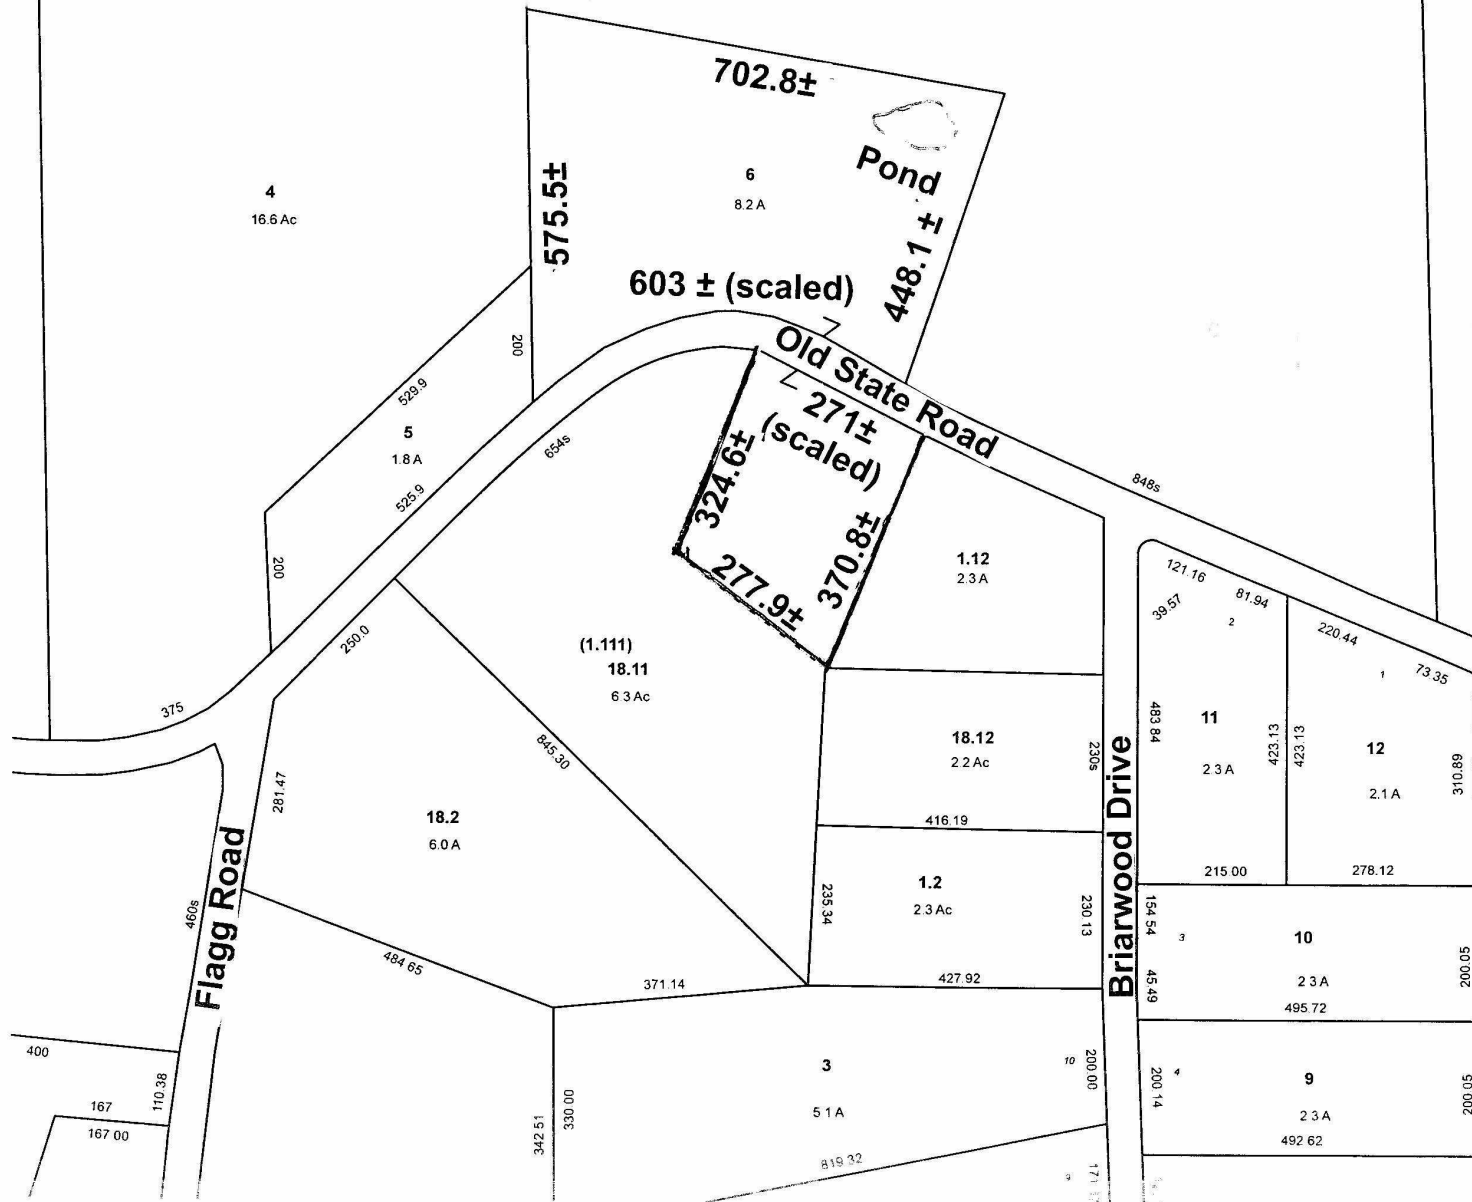 702.8±
Pond
6
8.2 A
4
16.6 Ac
575.5±
448.1 ±
603 ± (scaled)
Old State Road
200
529.9
5
1.8 A
525.9
654s
200
271±
(scaled)
324.6±
370.8±
277.9±
848s
1.12
2.3 A
121.16
81.94
39.57
2
220.44
73.35
1
250.0
(1.111)
18.11
6.3 Ac
375
845.30
281.47
18.12
2.2 Ac
230s
416.19
Briarwood Drive
483.84
11
2.3 A
423.13
423.13
12
2.1 A
310.89
215.00
278.12
18.2
6.0 A
Flagg Road
460s
484.65
371.14
235.34
1.2
2.3 Ac
230.13
427.92
154.54
3
10
2.3 A
45.49
200.05
495.72
400
167
167.00
110.38
342.51
330.00
3
5.1 A
10
200.00
819.32
9
200.14
4
9
2.3 A
200.05
492.62